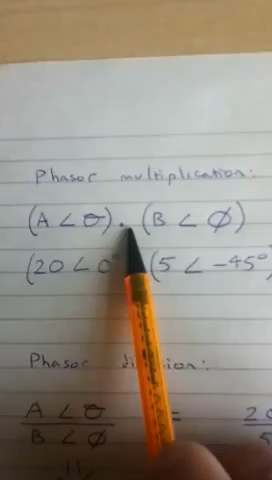 Phasor multiplication:
(A ∠ θ) . (B ∠ ϕ)
(20 ∠ 0° (5 ∠ -45°
Phasor :
A ∠ θ = 20
B ∠ ϕ 5